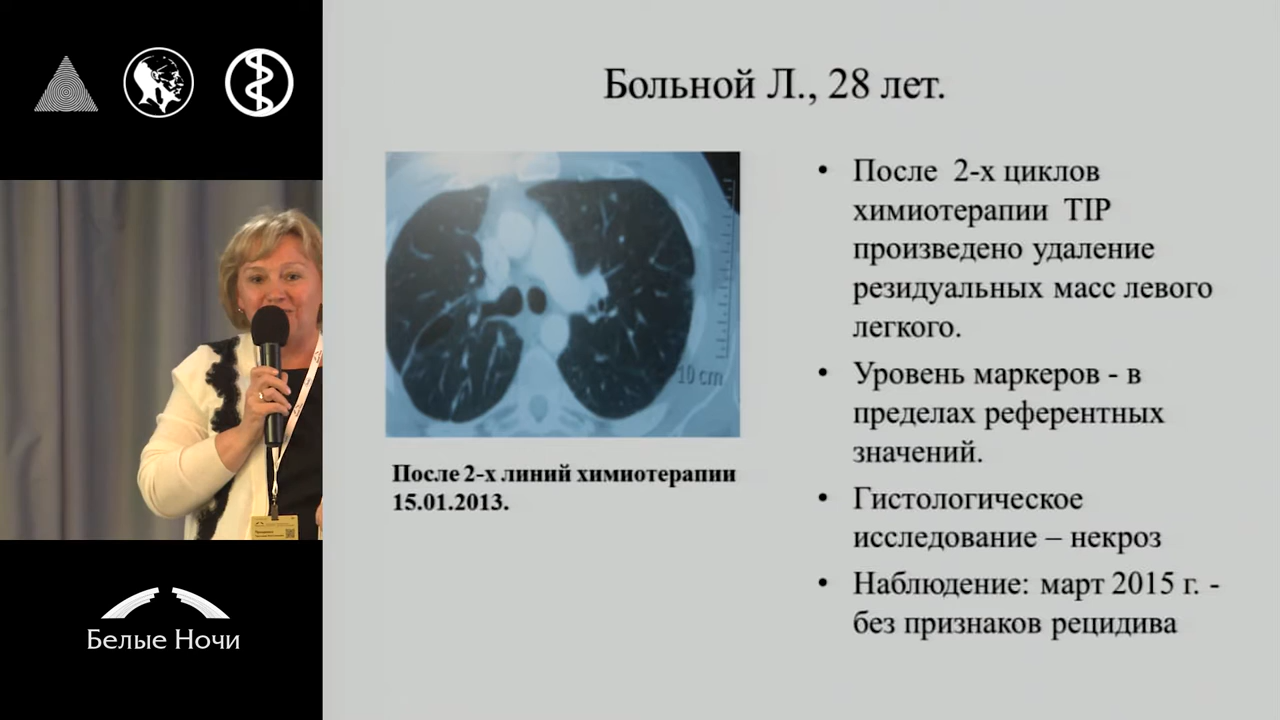 Больной Л., 28 лет.
10 cm
После 2-х линий химиотерапии
15.01.2013.
• После 2-х циклов
химиотерапии TIP
произведено удаление
резидуальных масс левого
легкого.
• Уровень маркеров - в
пределах референтных
значений.
• Гистологическое
исследование – некроз
• Наблюдение: март 2015 г. -
без признаков рецидива
Белые Ночи